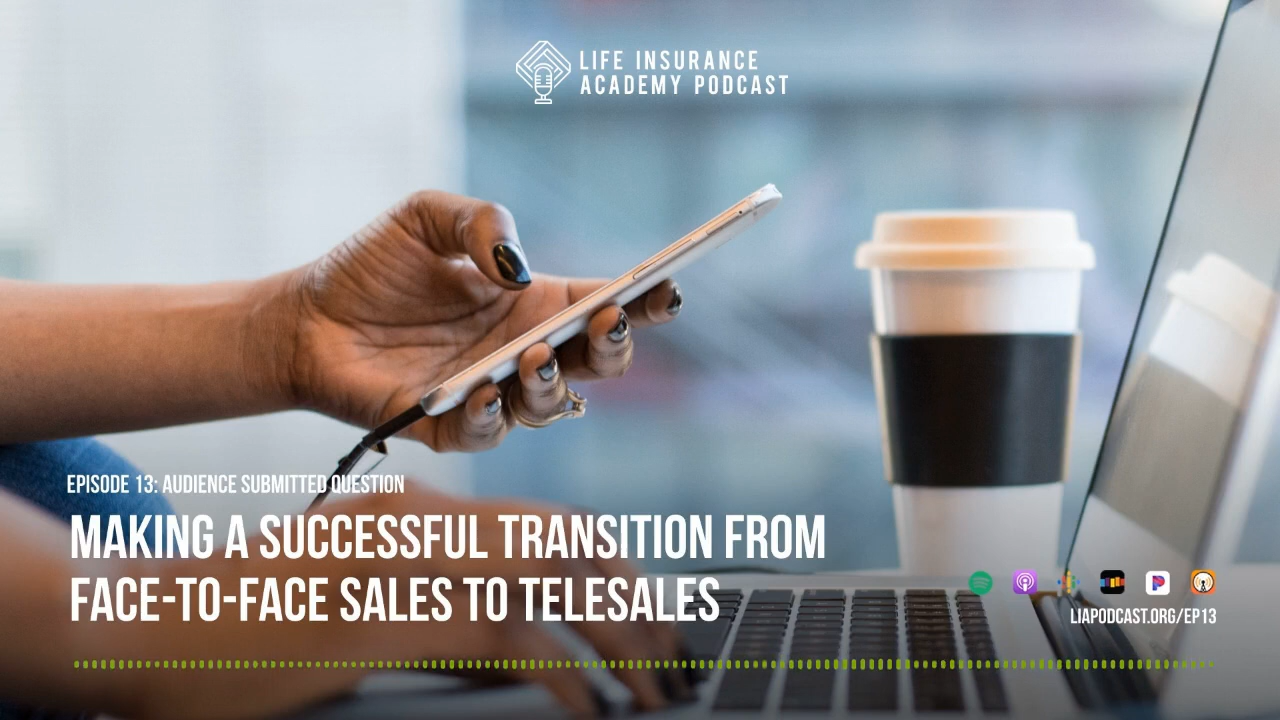 LIFE INSURANCE
ACADEMY PODCAST
EPISODE 13: AUDIENCE SUBMITTED QUESTION
MAKING A SUCCESSFUL TRANSITION FROM
FACE-TO-FACE SALES TO TELESALES
LIAPODCAST.ORG/EP13